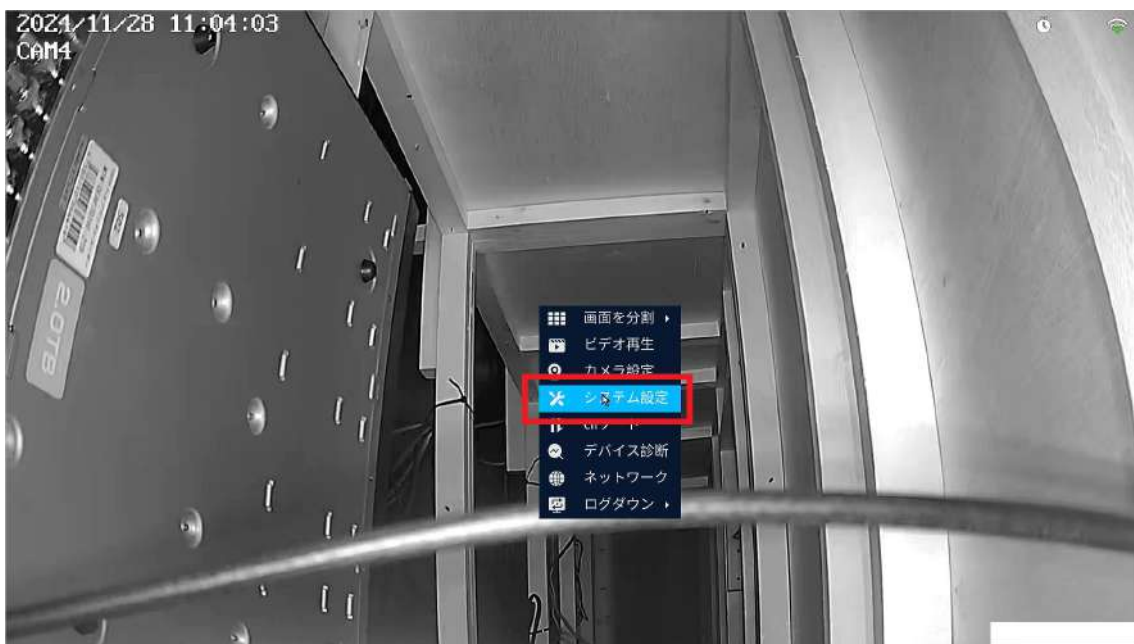 2024/11/28 11:04:03
CAM4
2.0TB
画面を分割
ビデオ再生
カメラ設定
システム設定
デバイス診断
ネットワーク
ログダウン